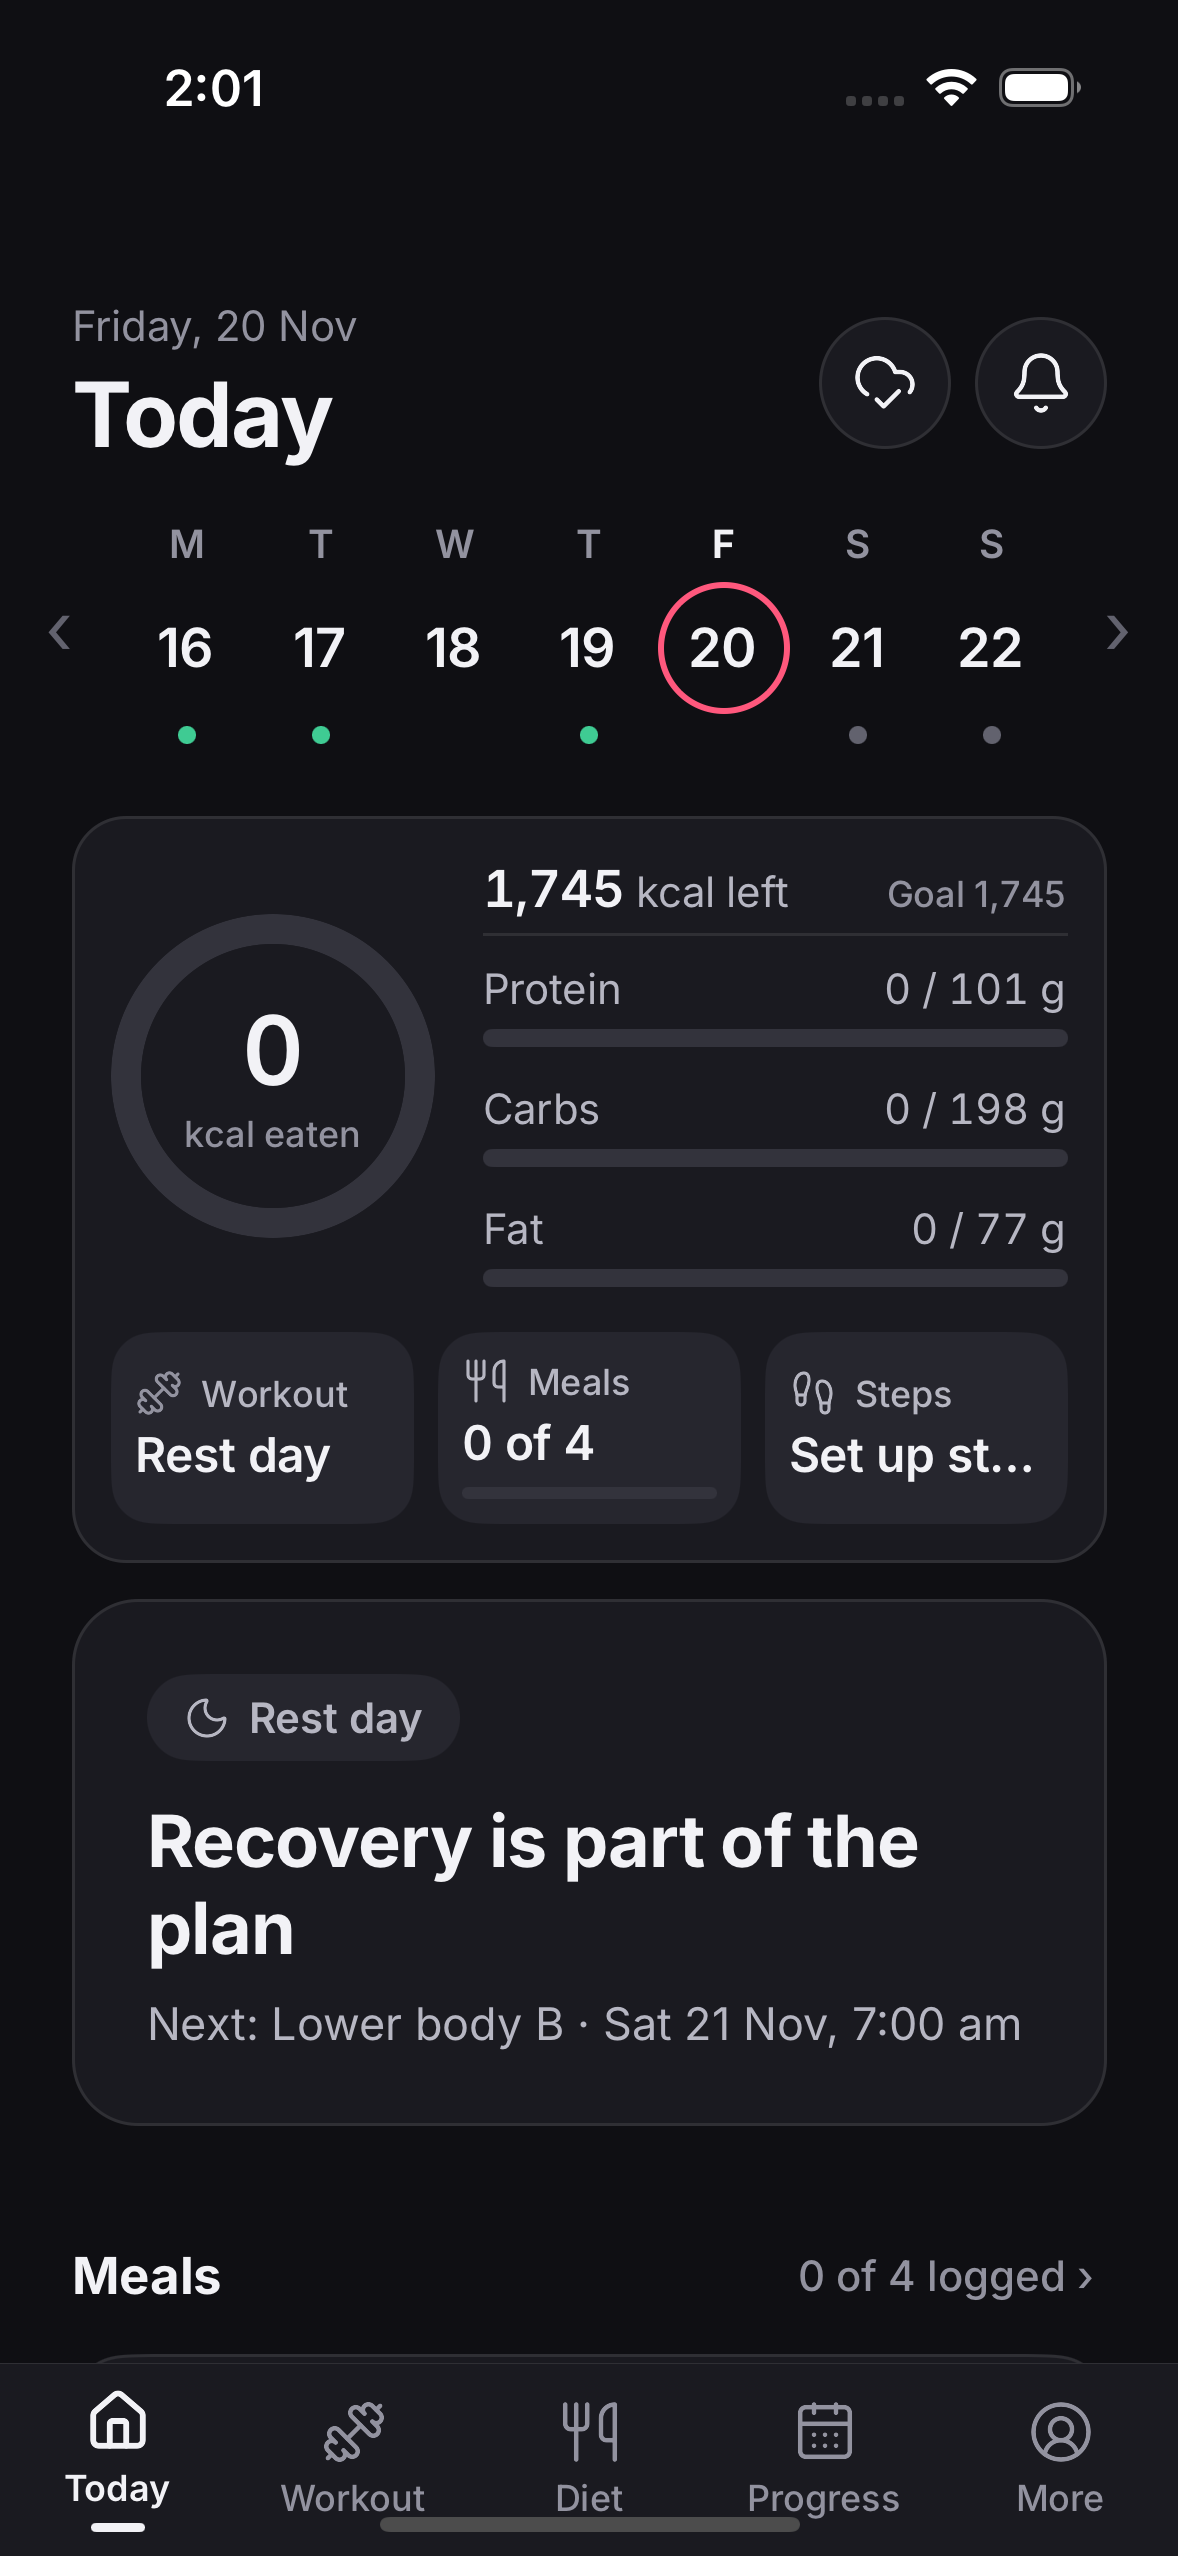 2:01
Friday, 20 Nov
Today
M T W T F S S
‹ 16 17 18 19 20 21 22 ›
1,745 kcal left Goal 1,745
Protein 0 / 101 g
0
kcal eaten
Carbs 0 / 198 g
Fat 0 / 77 g
Workout
Rest day
Meals
0 of 4
Steps
Set up st...
Rest day
Recovery is part of the
plan
Next: Lower body B · Sat 21 Nov, 7:00 am
Meals 0 of 4 logged ›
Today Workout Diet Progress More